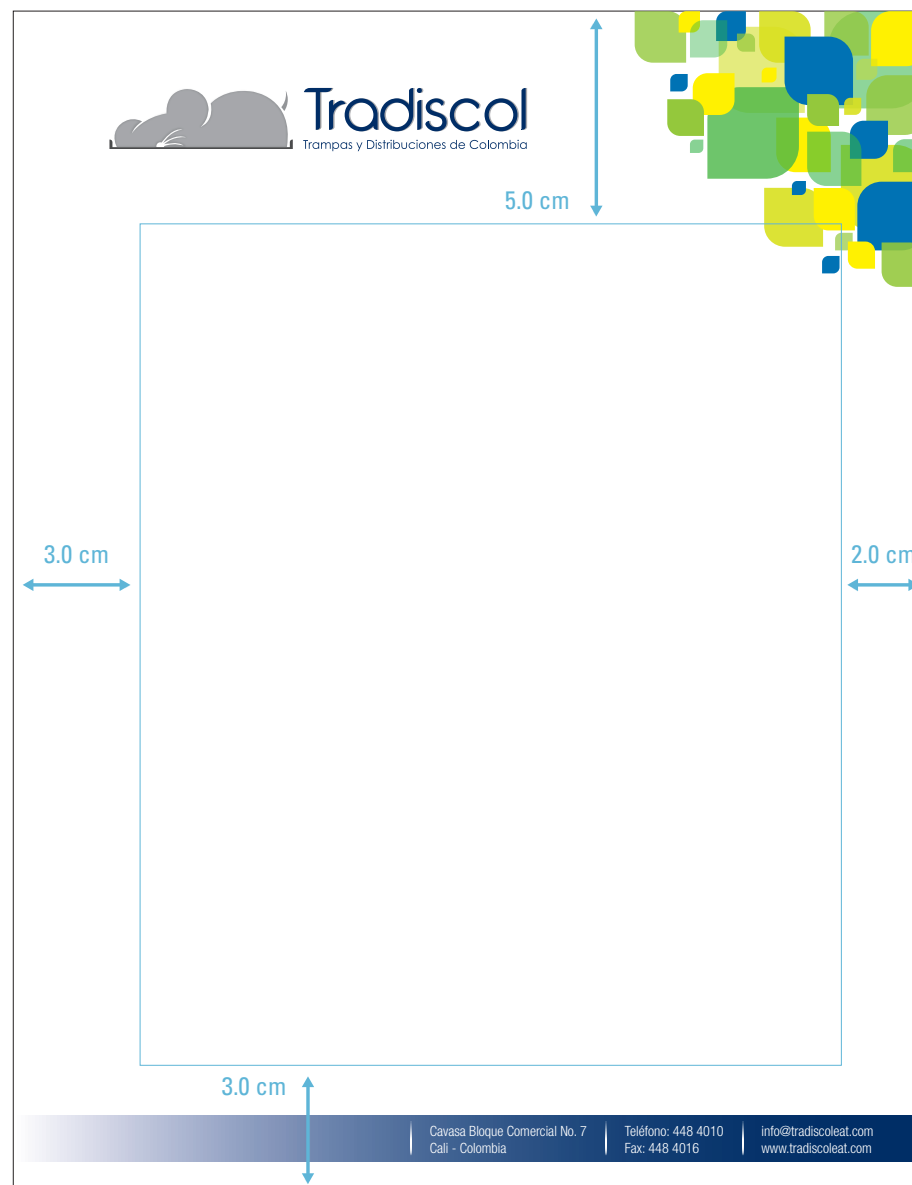 Tradiscol
Trampas y Distribuciones de Colombia
5.0 cm
3.0 cm
2.0 cm
3.0 cm
Cavasa Bloque Comercial No. 7
Cali - Colombia
Teléfono: 448 4010
Fax: 448 4016
info@tradiscoleat.com
www.tradiscoleat.com